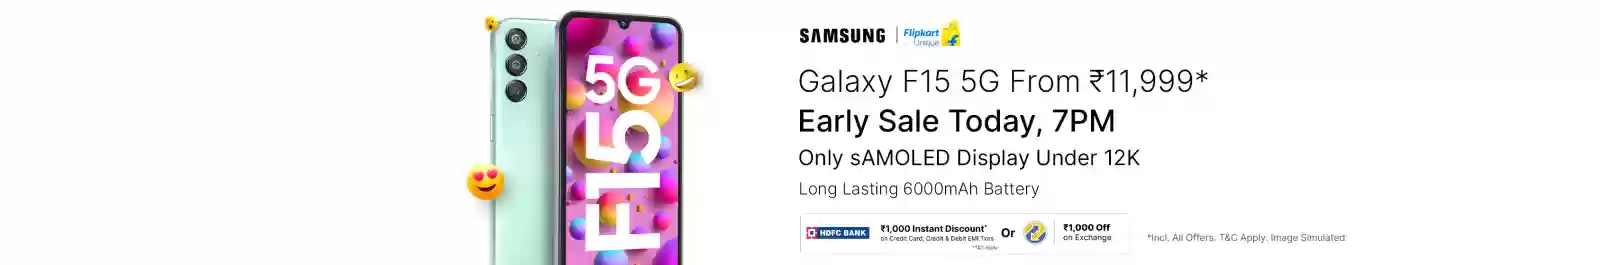 SAMSUNG
Flipkart
Unique
Galaxy F15 5G From ₹11,999*
Early Sale Today, 7PM
Only sAMOLED Display Under 12K
Long Lasting 6000mAh Battery
HDFC BANK
₹1,000 Instant Discount*
on Credit Card, Credit & Debit EMI Txns
*T&C Apply
Or
₹1,000 Off
on Exchange
*Incl. All Offers. T&C Apply. Image Simulated
5G
F15